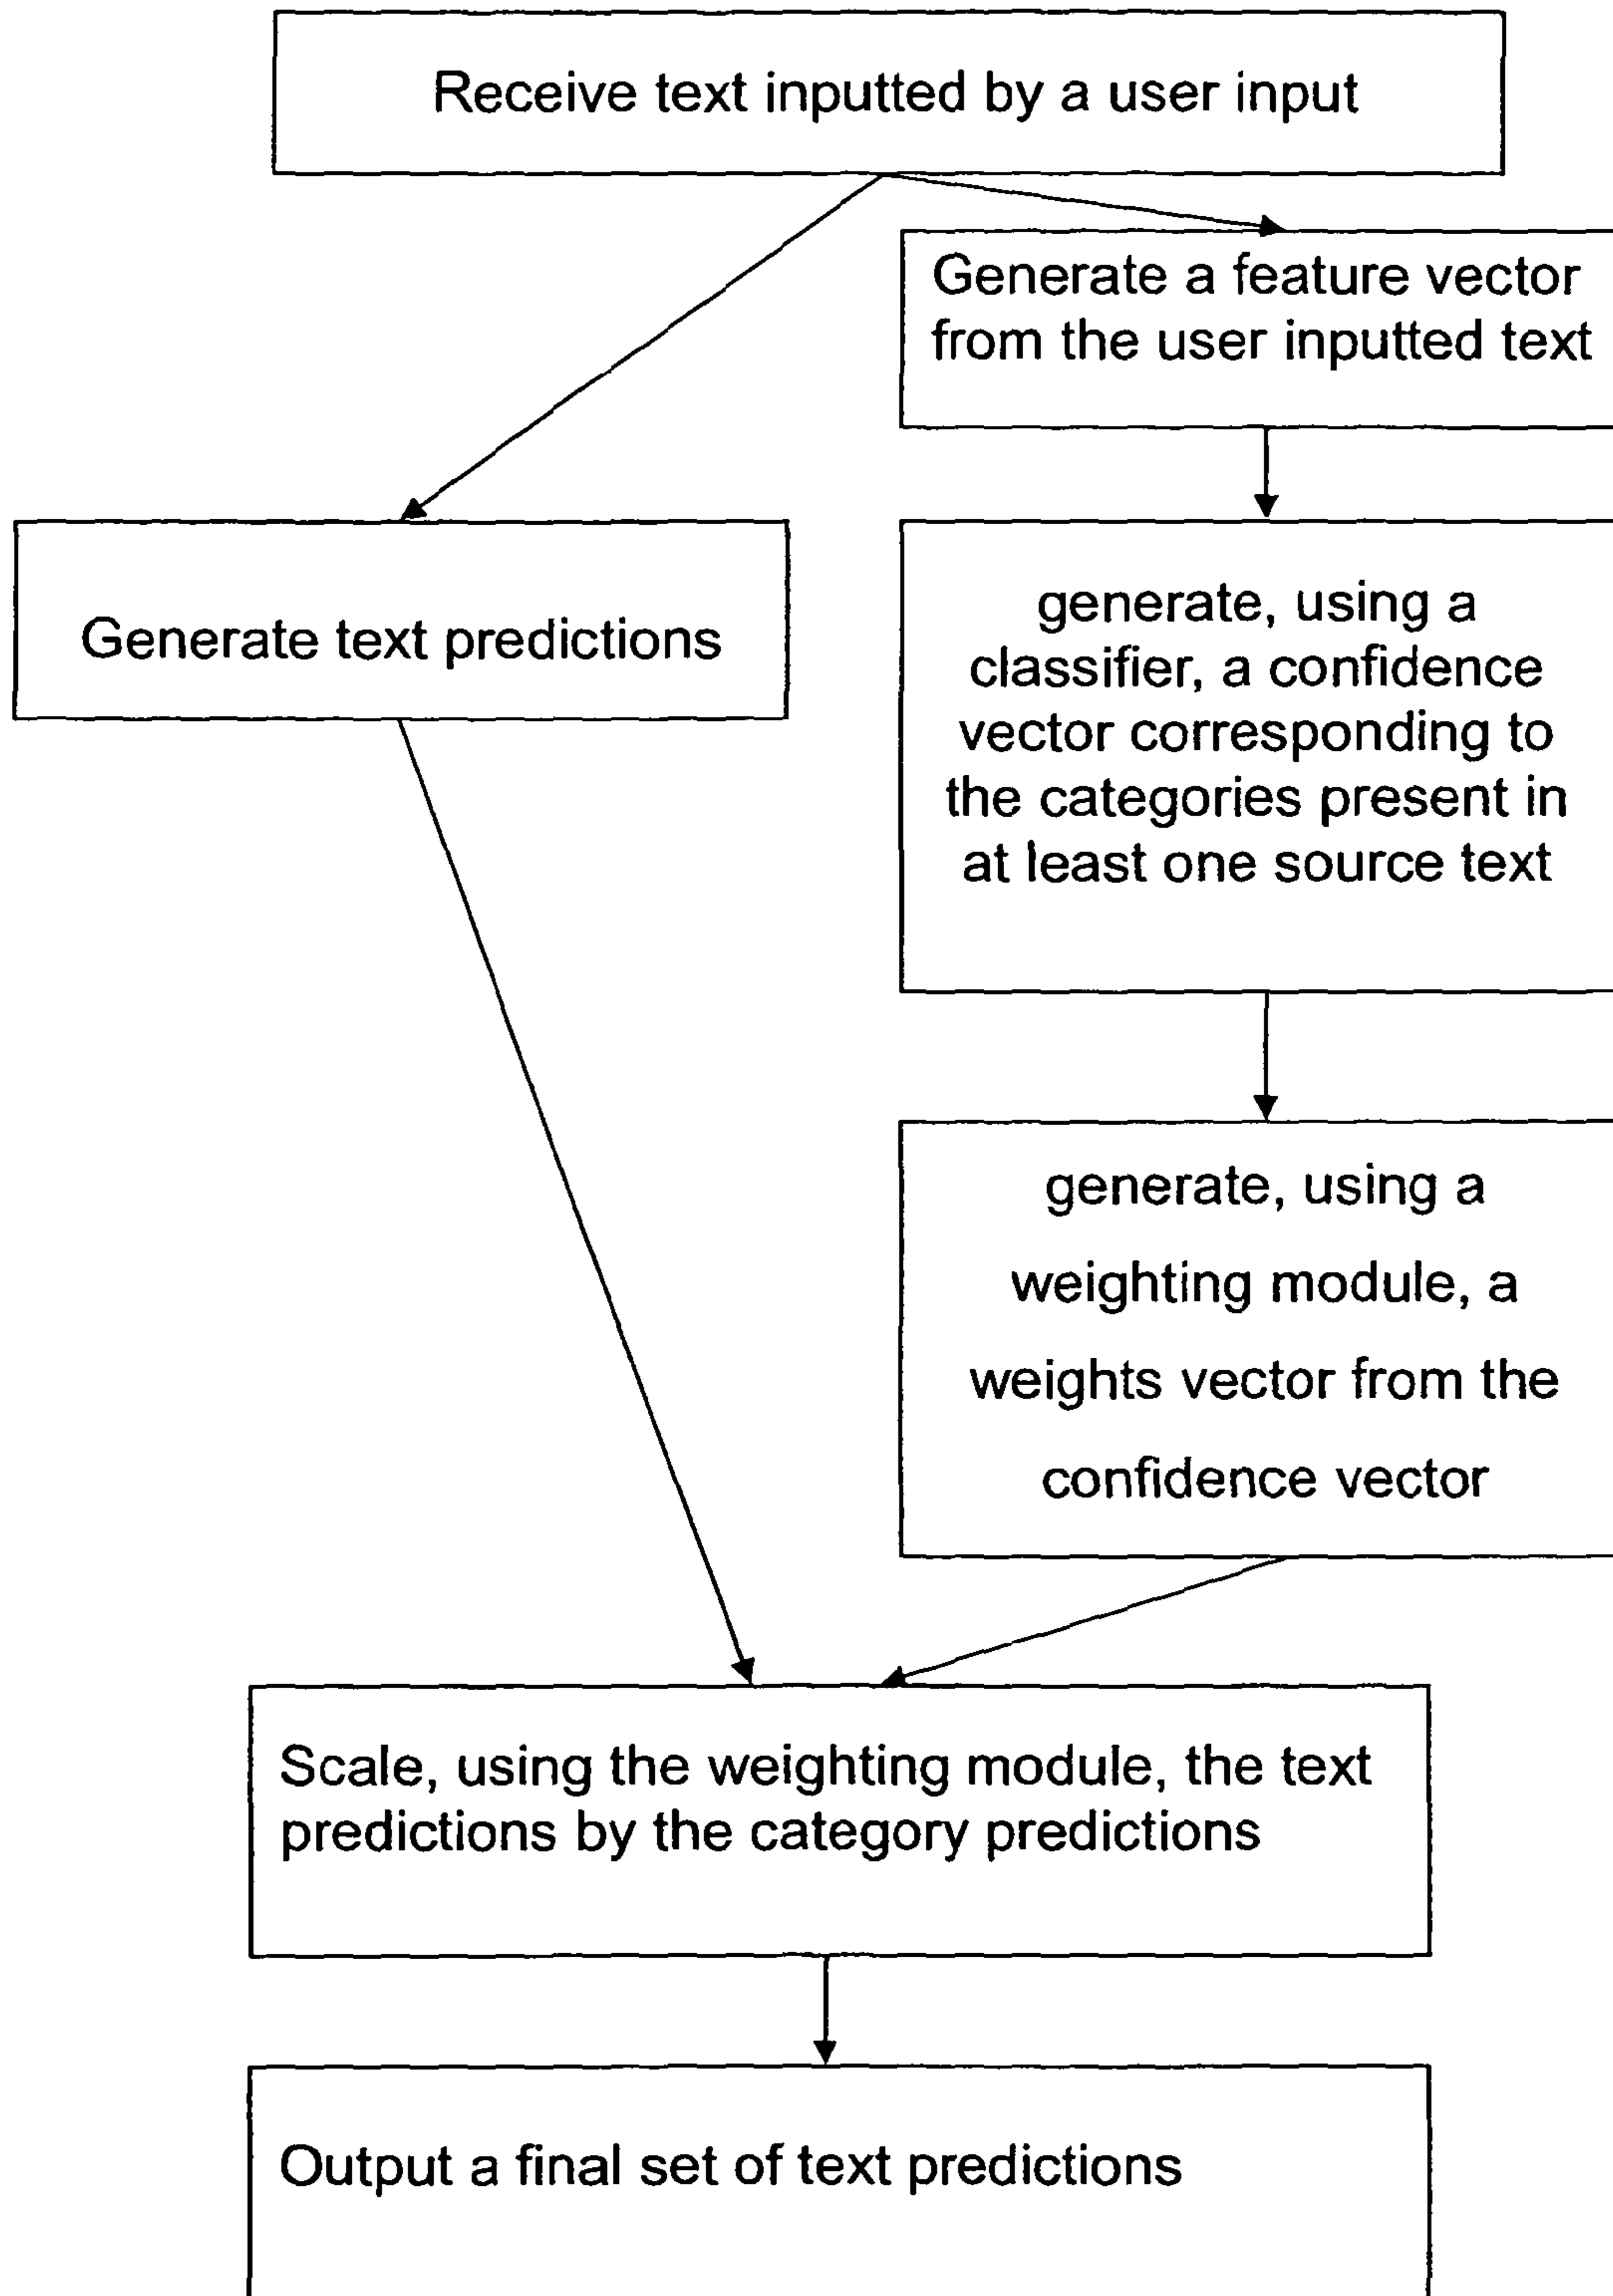 Receive text inputted by a user input
Generate a feature vector
from the user inputted text
Generate text predictions
generate, using a
classifier, a confidence
vector corresponding to
the categories present in
at least one source text
generate, using a
weighting module, a
weights vector from the
confidence vector
Scale, using the weighting module, the text
predictions by the category predictions
Output a final set of text predictions